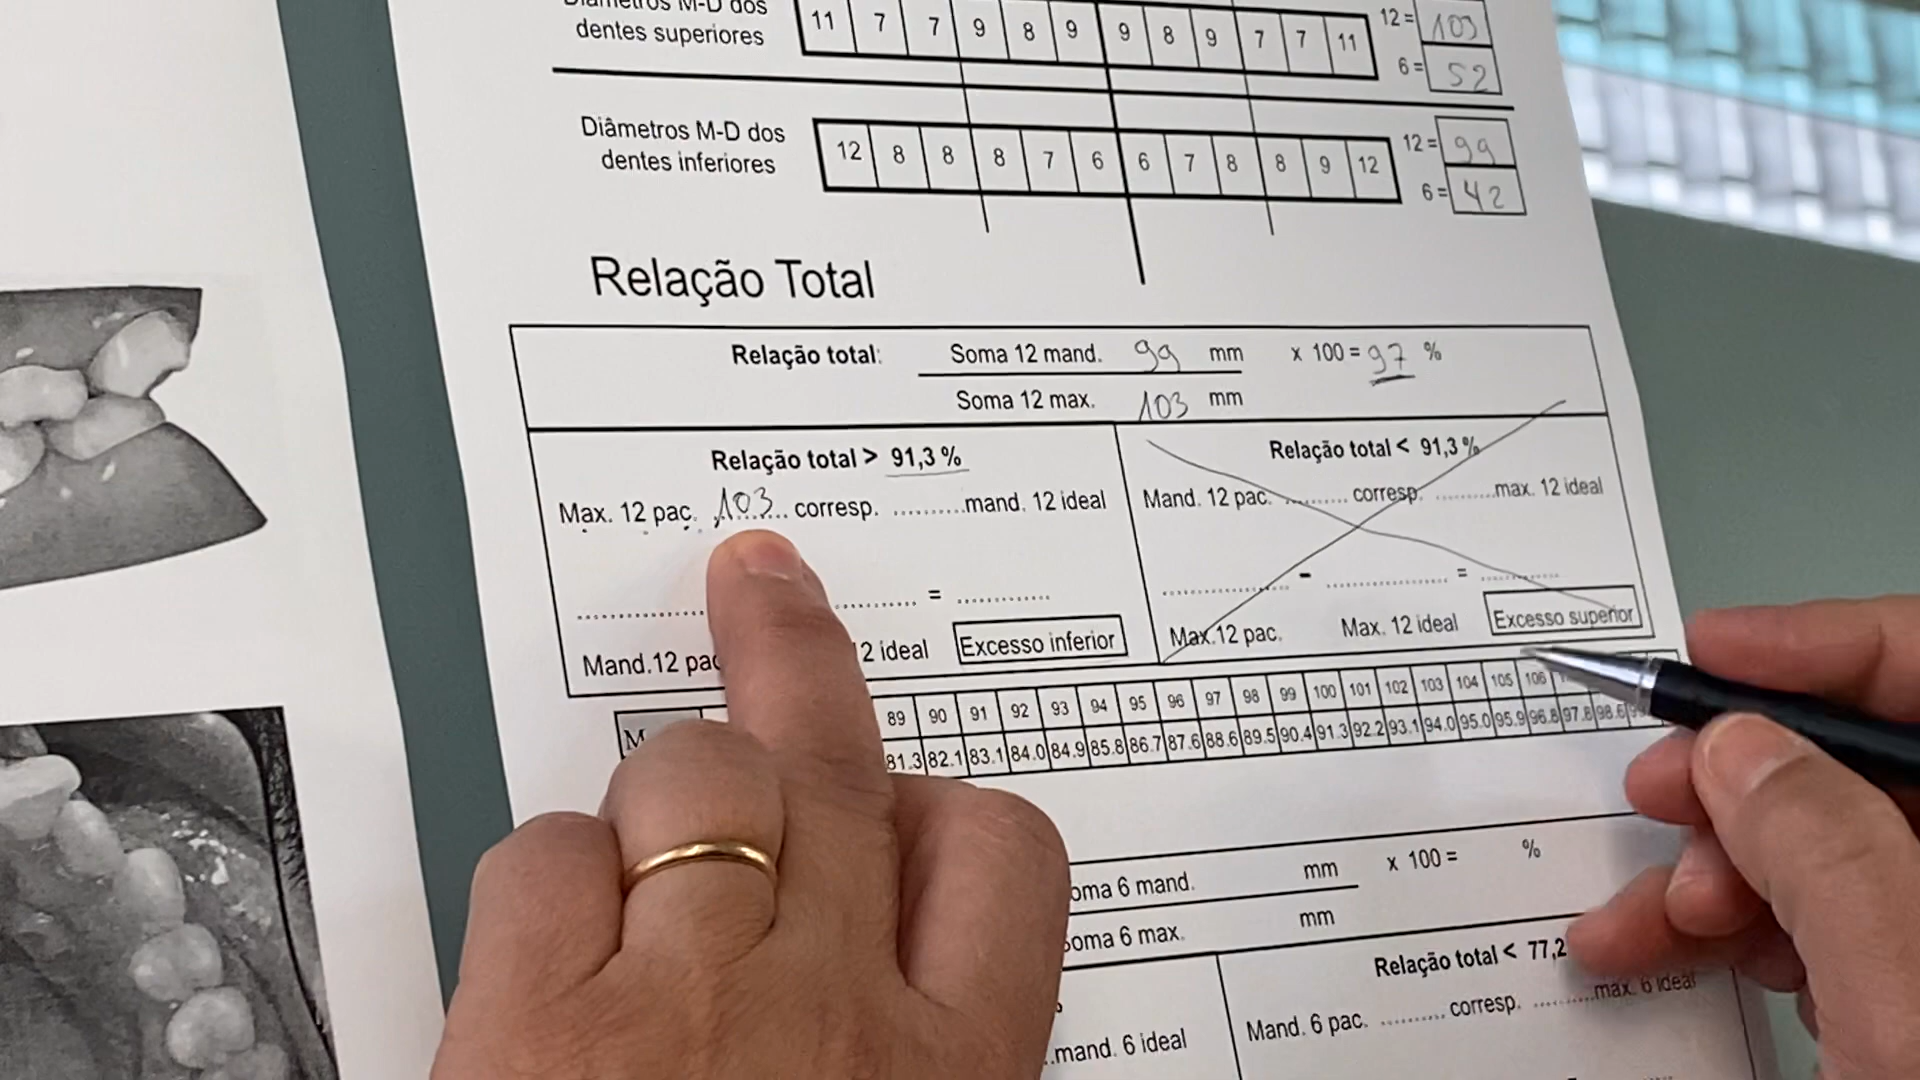 Diâmetros M-D dos
dentes superiores
11 7 7 9 8 9 9 8 9 7 7 11
12 = 103
6 = 52
Diâmetros M-D dos
dentes inferiores
12 8 8 8 7 6 6 7 8 8 9 12
12 = 99
6 = 42
Relação Total
Relação total: Soma 12 mand. 99 mm x 100 = 97 %
Soma 12 max. 103 mm
Relação total > 91,3 %
Max. 12 pac. 103 corresp. ..........mand. 12 ideal
= ..............
Mand.12 pac 12 ideal Excesso inferior
Relação total < 91,3 %
Mand. 12 pac. .......... corresp. ..........max. 12 ideal
- =
Max.12 pac. Max. 12 ideal Excesso superior
M 89 90 91 92 93 94 95 96 97 98 99 100 101 102 103 104 105 106
81.3 82.1 83.1 84.0 84.9 85.8 86.7 87.6 88.6 89.5 90.4 91.3 92.2 93.1 94.0 95.0 95.9 96.8 97.8 98.6
oma 6 mand. mm x 100 = %
oma 6 max. mm
mand. 6 ideal
Relação total < 77,2
Mand. 6 pac. .......... corresp. ..........max. 6 ideal